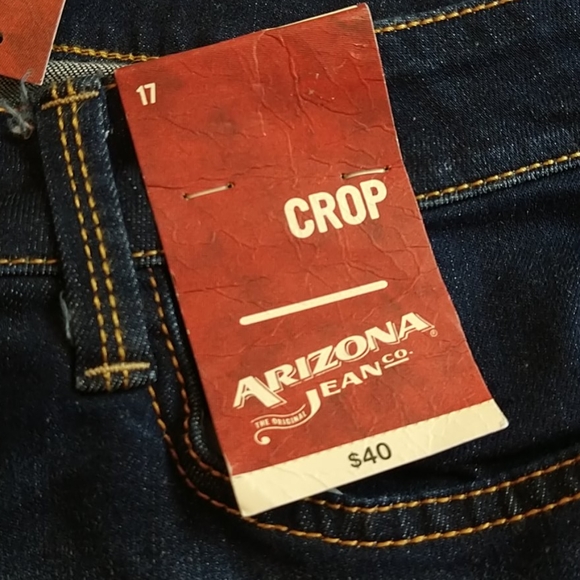 17
CROP
ARIZONA®
JEAN CO.
THE ORIGINAL
$40